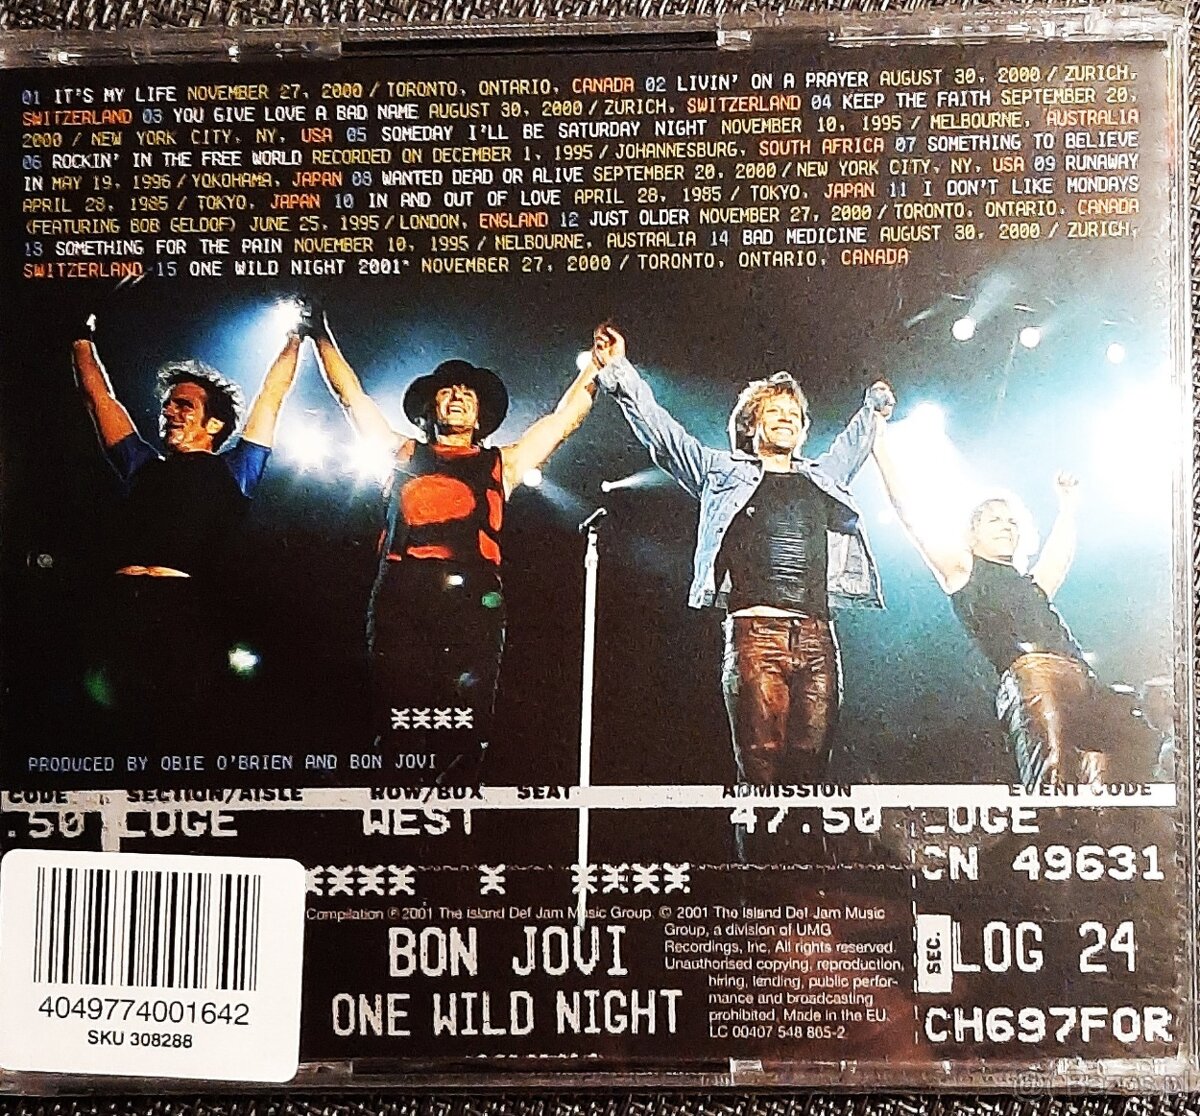 01 IT'S MY LIFE NOVEMBER 27, 2000 / TORONTO, ONTARIO, CANADA 02 LIVIN' ON A PRAYER AUGUST 30, 2000 / ZURICH,
SWITZERLAND 03 YOU GIVE LOVE A BAD NAME AUGUST 30, 2000 / ZURICH, SWITZERLAND 04 KEEP THE FAITH SEPTEMBER 20,
2000 / NEW YORK CITY, NY, USA 05 SOMEDAY I'LL BE SATURDAY NIGHT NOVEMBER 10, 1995 / MELBOURNE, AUSTRALIA
06 ROCKIN' IN THE FREE WORLD RECORDED ON DECEMBER 1, 1995 / JOHANNESBURG, SOUTH AFRICA 07 SOMETHING TO BELIEVE
IN MAY 19, 1996 / YOKOHAMA, JAPAN 08 WANTED DEAD OR ALIVE SEPTEMBER 20, 2000 / NEW YORK CITY, NY, USA 09 RUNAWAY
APRIL 28, 1985 / TOKYO, JAPAN 10 IN AND OUT OF LOVE APRIL 28, 1985 / TOKYO, JAPAN 11 I DON'T LIKE MONDAYS
(FEATURING BOB GELDOF) JUNE 25, 1995 / LONDON, ENGLAND 12 JUST OLDER NOVEMBER 27, 2000 / TORONTO, ONTARIO, CANADA
13 SOMETHING FOR THE PAIN NOVEMBER 10, 1995 / MELBOURNE, AUSTRALIA 14 BAD MEDICINE AUGUST 30, 2000 / ZURICH,
SWITZERLAND 15 ONE WILD NIGHT 2001* NOVEMBER 27, 2000 / TORONTO, ONTARIO, CANADA
PRODUCED BY OBIE O'BRIEN AND BON JOVI
CODE SECTION/AISLE ROW/BOX SEAT ADMISSION EVENT CODE
.50 LOGE WEST 47.50 LOGE
CN 49631
Compilation ℗ 2001 The Island Def Jam Music Group. © 2001 The Island Def Jam Music
Group, a division of UMG
Recordings, Inc. All rights reserved.
Unauthorised copying, reproduction,
hiring, lending, public perfor-
mance and broadcasting
prohibited. Made in the EU.
LC 00407 548 865-2
BON JOVI
ONE WILD NIGHT
SEC. LOG 24
CH697FOR
4049774001642
SKU 308288